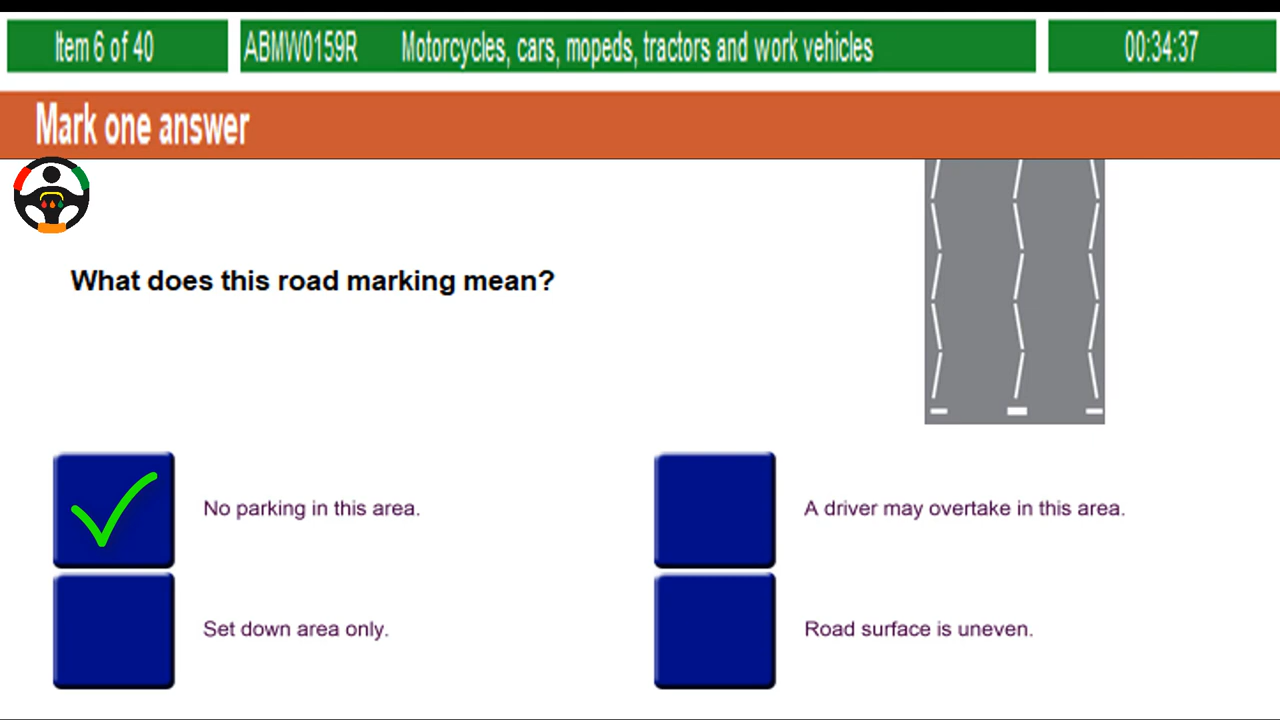 Item 6 of 40
ABMW0159R Motorcycles, cars, mopeds, tractors and work vehicles
00:34:37
Mark one answer
What does this road marking mean?
No parking in this area.
A driver may overtake in this area.
Set down area only.
Road surface is uneven.